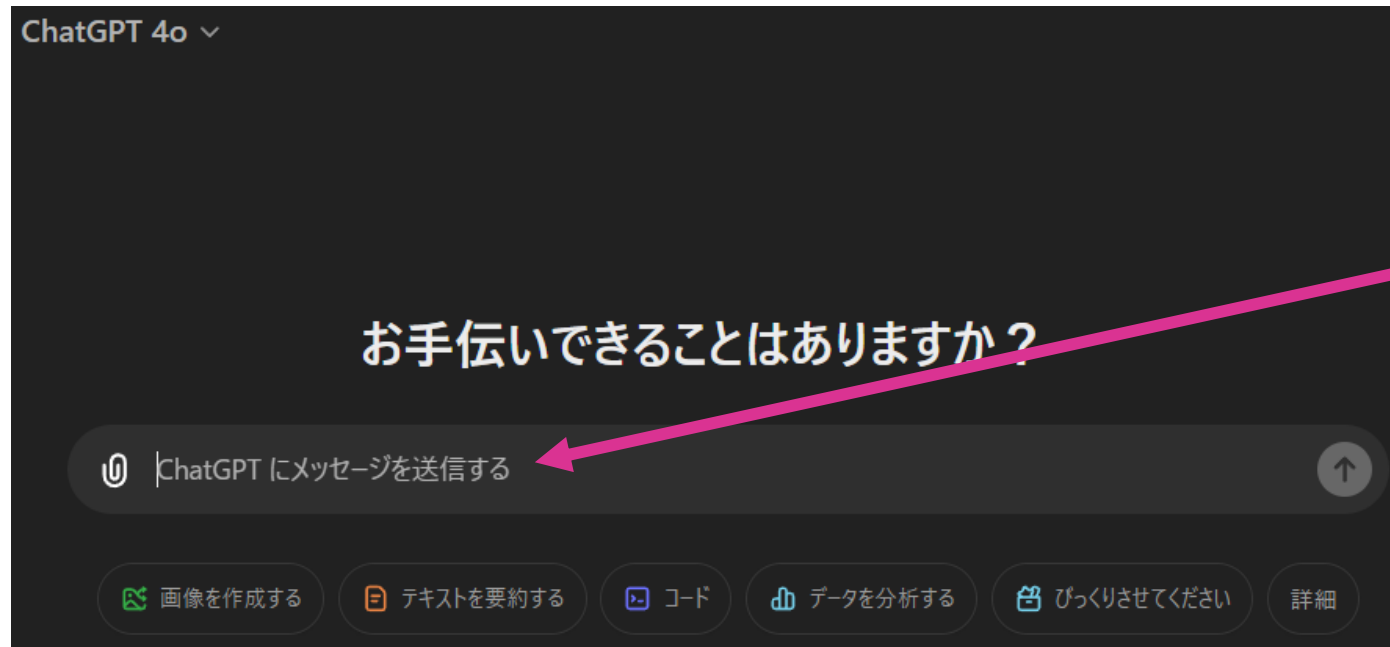 ChatGPT 4o
お手伝いできることはありますか？
ChatGPT にメッセージを送信する
画像を作成する テキストを要約する コード データを分析する びっくりさせてください 詳細